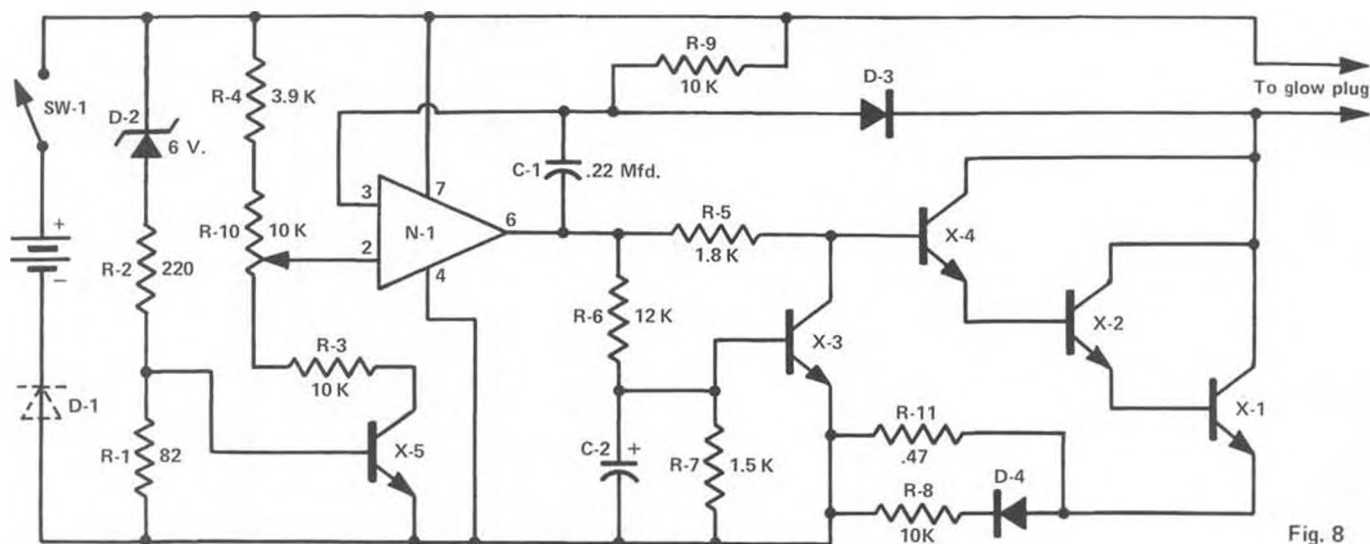 R-9
10 K
D-3
To glow plug
SW-1
D-2
6 V.
R-4
3.9 K
C-1
.22 Mfd.
3
7
R-10
10 K
2
N-1
6
4
R-5
1.8 K
X-4
R-2
220
+
−
R-6
12 K
X-3
X-2
R-3
10 K
D-1
X-1
R-1
82
X-5
C-2
+
R-7
1.5 K
R-11
.47
R-8
10K
D-4
Fig. 8